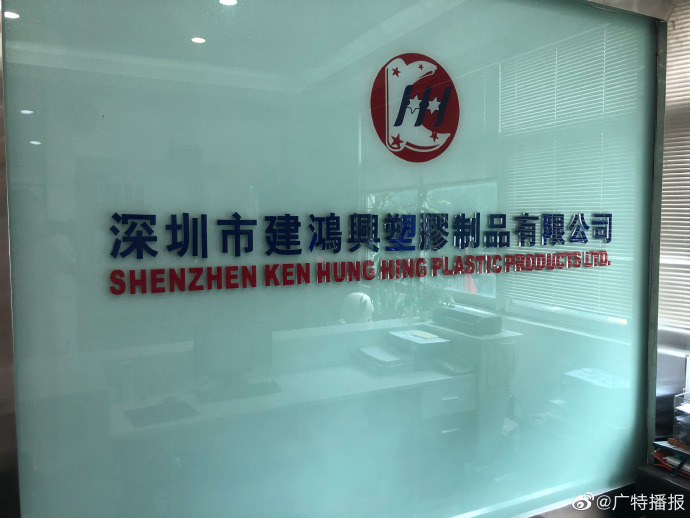 HH
深圳市建鴻興塑膠制品有限公司
SHENZHEN KEN HUNG HING PLASTIC PRODUCTS LTD.
@广特播报